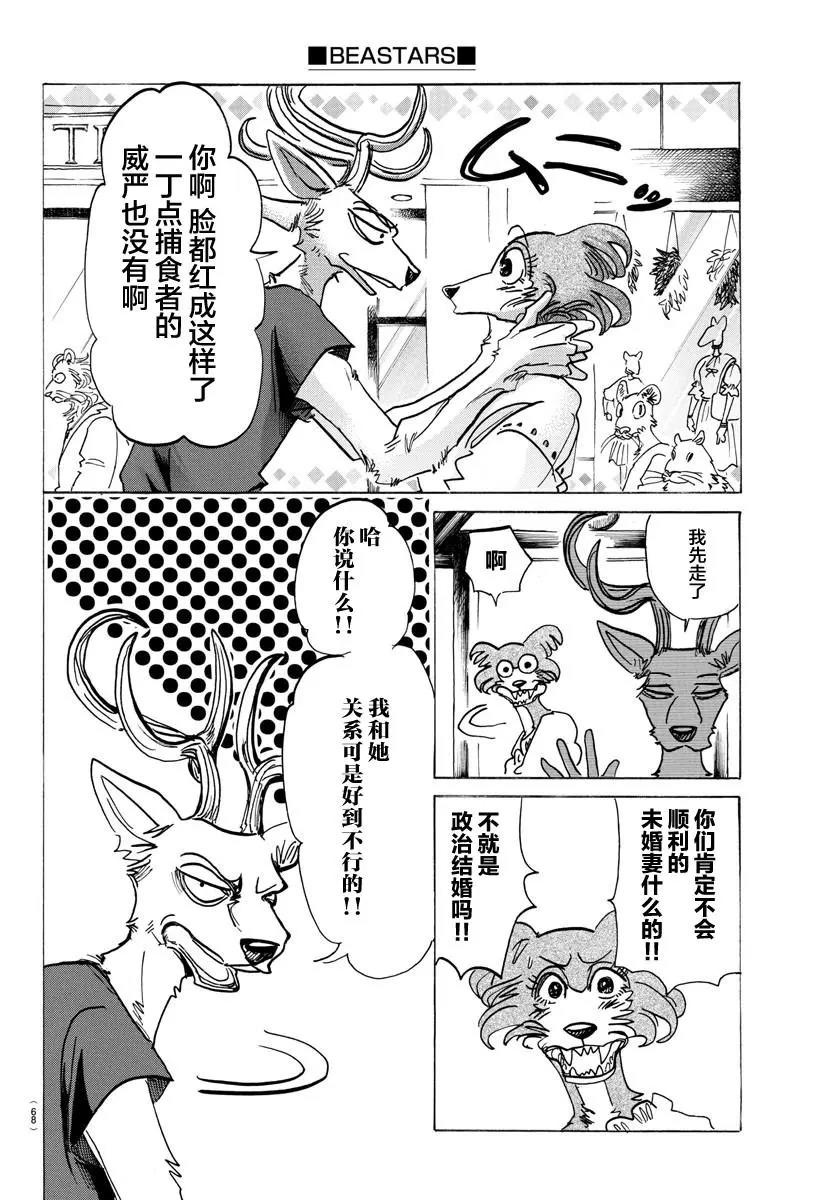 ■BEASTARS■
你啊 脸都红成这样了
一丁点捕食者的
威严也没有啊
ムニ
我先走了
啊
你们肯定不会
顺利的
未婚妻什么的!!
不就是
政治结婚吗!!
哈
你说什么!!
我和她
关系可是好到不行的!!
(68)